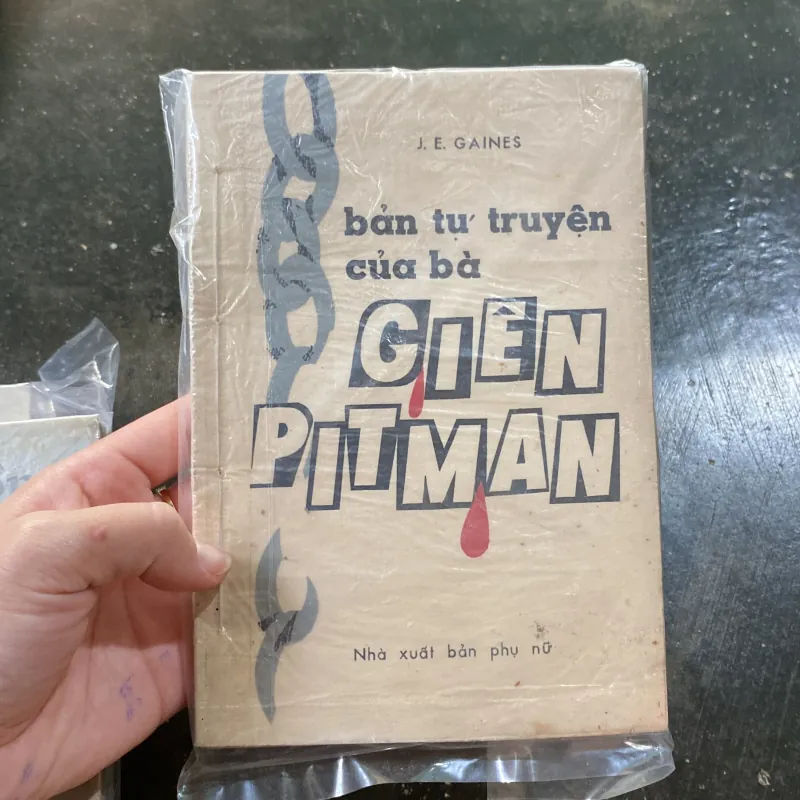 J. E. GAINES
bản tự truyện
của bà
GIÊN
PITMAN
Nhà xuất bản phụ nữ